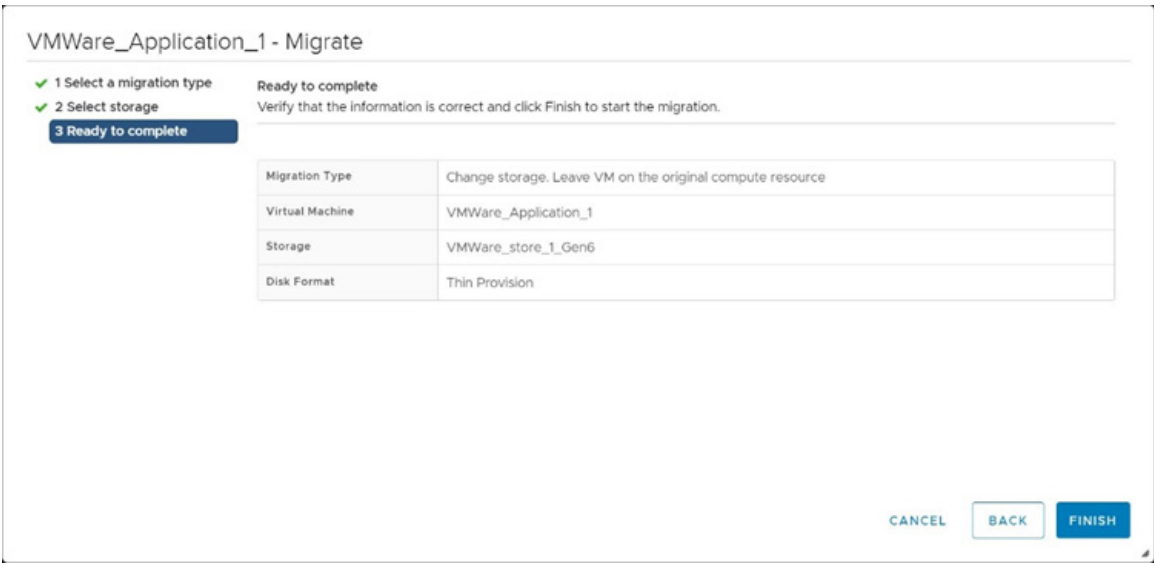 VMWare_Application_1 - Migrate
1 Select a migration type
2 Select storage
3 Ready to complete
Ready to complete
Verify that the information is correct and click Finish to start the migration.
Migration Type Change storage. Leave VM on the original compute resource
Virtual Machine VMWare_Application_1
Storage VMWare_store_1_Gen6
Disk Format Thin Provision
CANCEL BACK FINISH